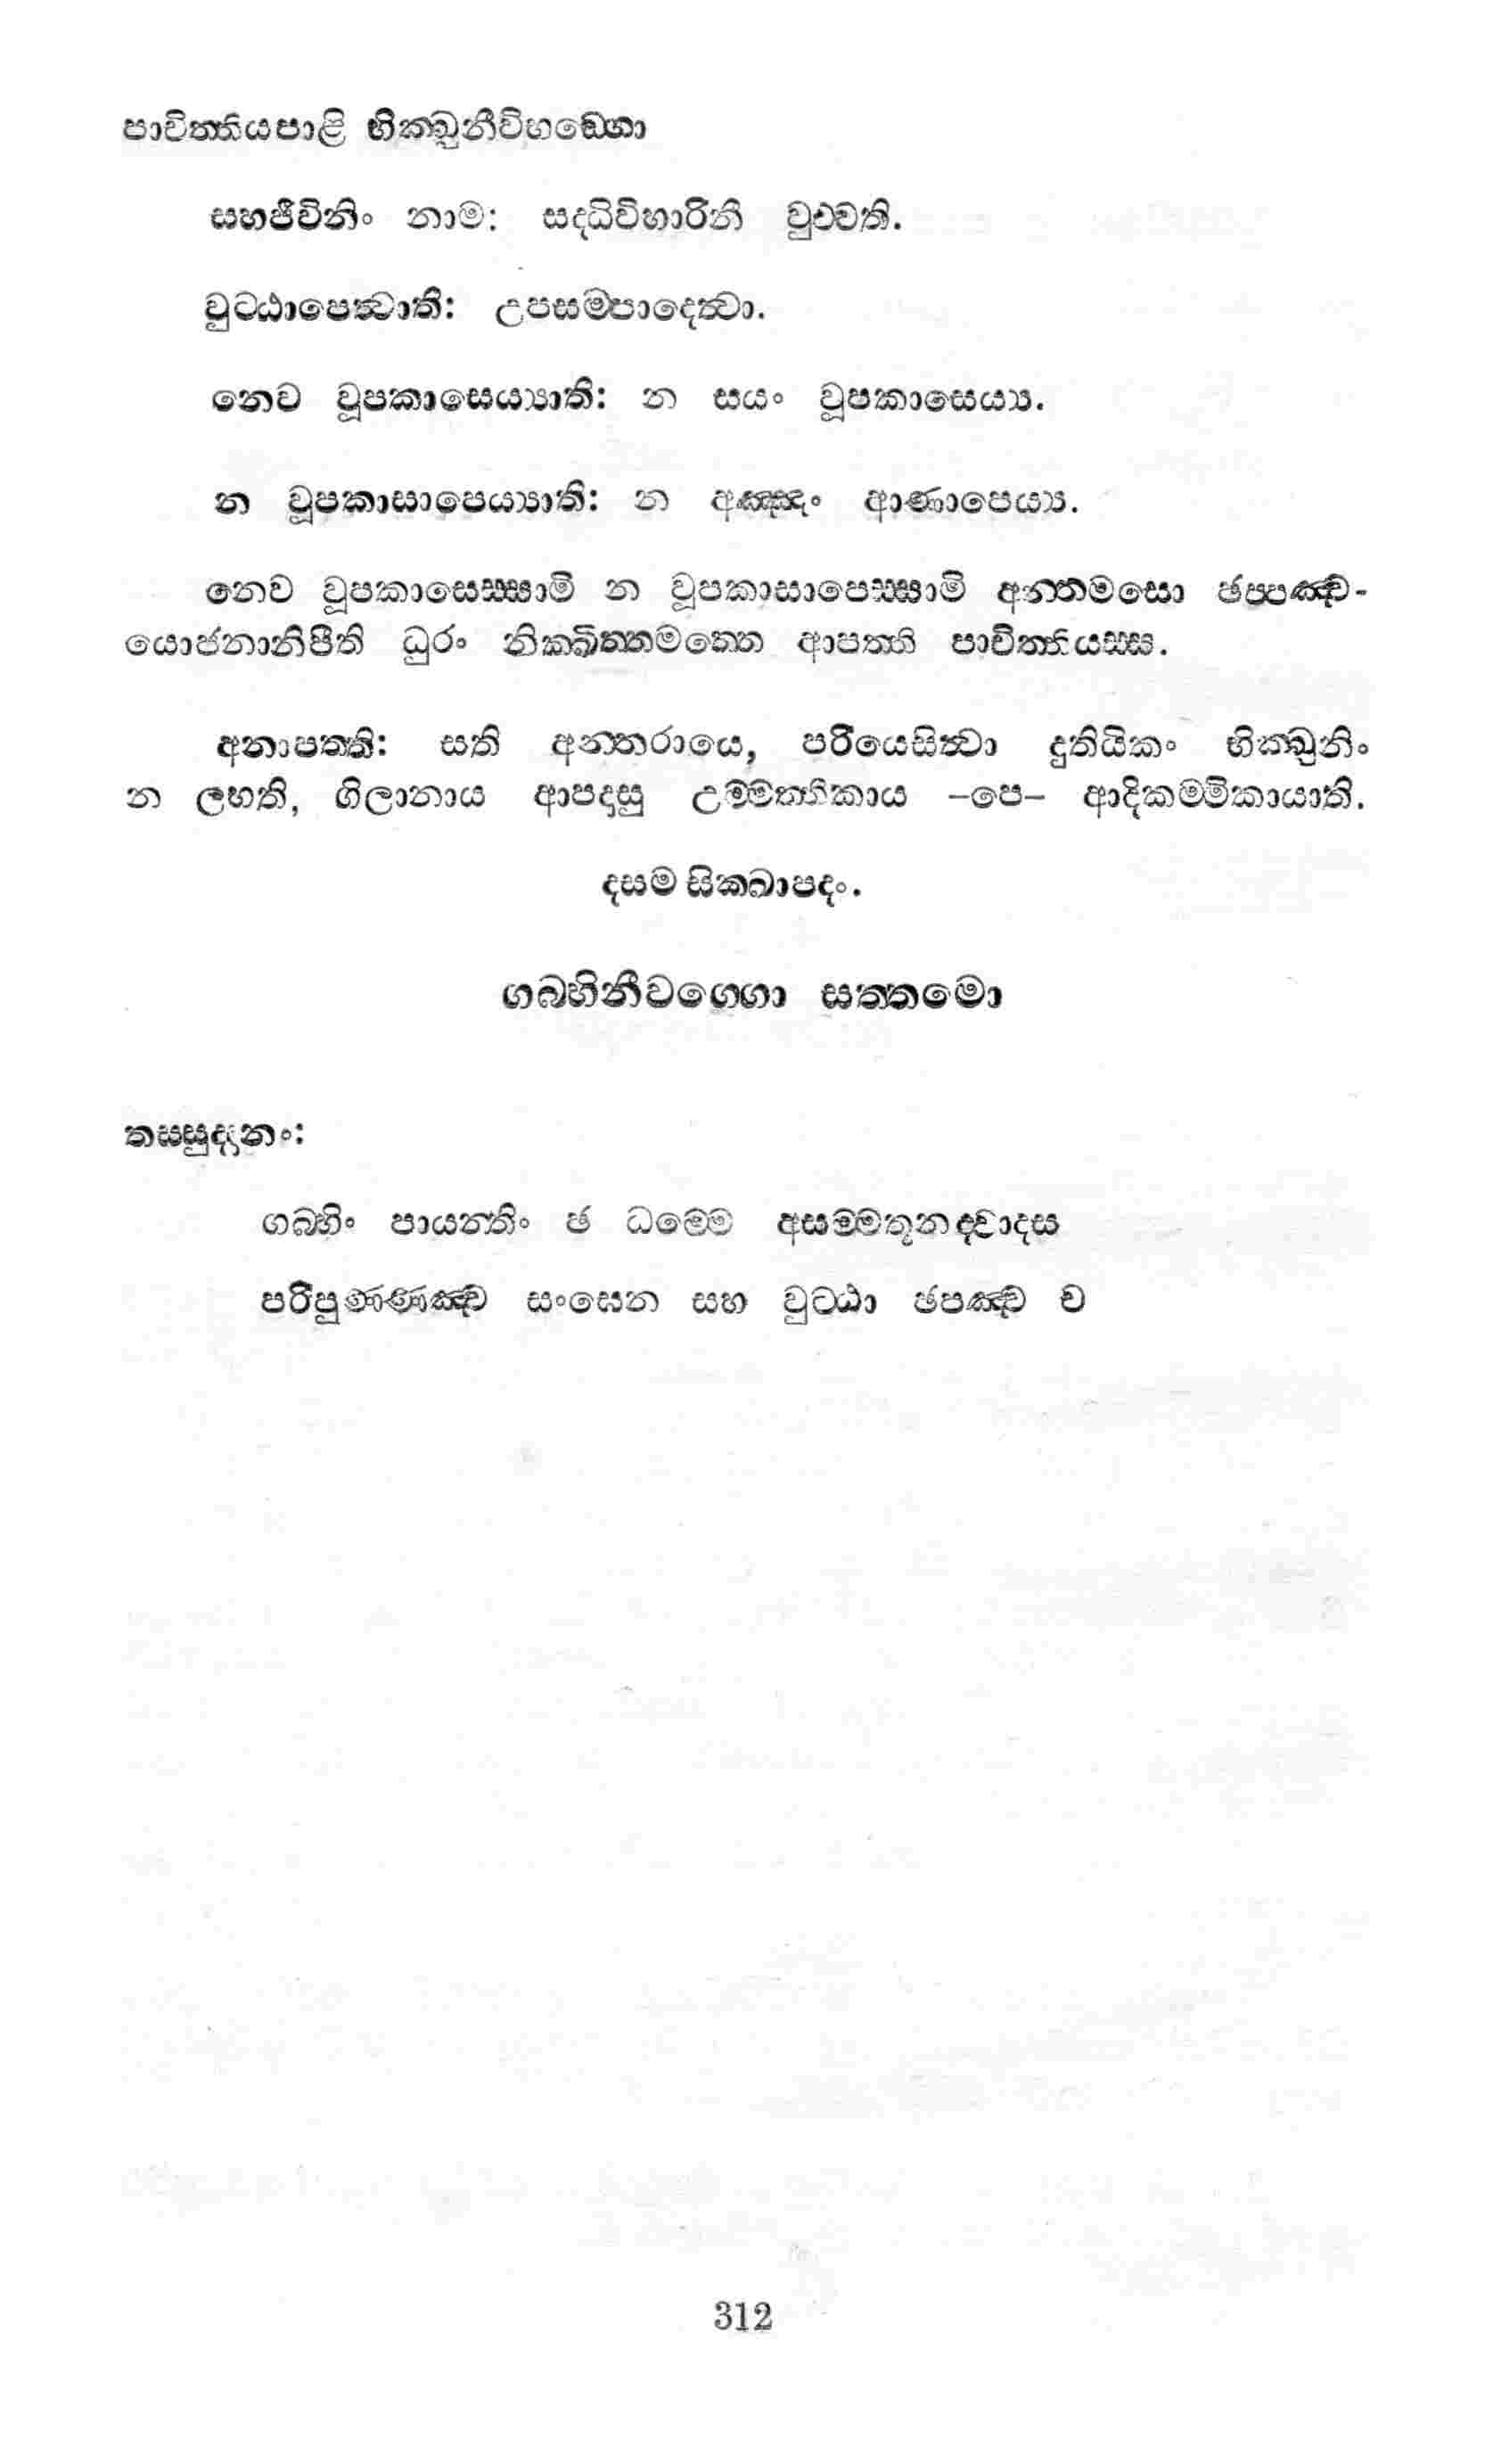 පාචිත්තියපාළි භික්ඛුනීවිභඞ්ගො
සහජීවිනිං නාම: සද්ධිවිහාරිනී වුච්චති.
වුට්ඨාපෙත්වාති: උපසම්පාදෙත්වා.
නෙව වූපකාසෙය්‍යාති: න සයං වූපකාසෙය්‍ය.
න වූපකාසාපෙය්‍යාති: න අඤ්ඤං ආණාපෙය්‍ය.
නෙව වූපකාසෙස්සාමි න වූපකාසාපෙස්සාමි අන්තමසො ඡප්පඤ්ච-
යොජනානිපීති ධුරං නික්ඛිත්තමත්තෙ ආපත්ති පාචිත්තියස්ස.
අනාපත්ති: සති අන්තරායෙ, පරියෙසිත්වා දුතියිකං භික්ඛුනිං
න ලභති, ගිලානාය ආපදාසු උම්මත්තිකාය –පෙ– ආදිකම්මිකායාති.
දසම සික්ඛාපදං.
ගබ්භිනීවග්ගො සත්තමො
තස්සුද්දානං:
ගබ්භිං පායන්තිං ඡ ධම්මෙ අසම්මතූනද්වාදස
පරිපුණ්ණඤ්ච සංඝෙන සහ වුට්ඨා ඡපඤ්ච ච
312